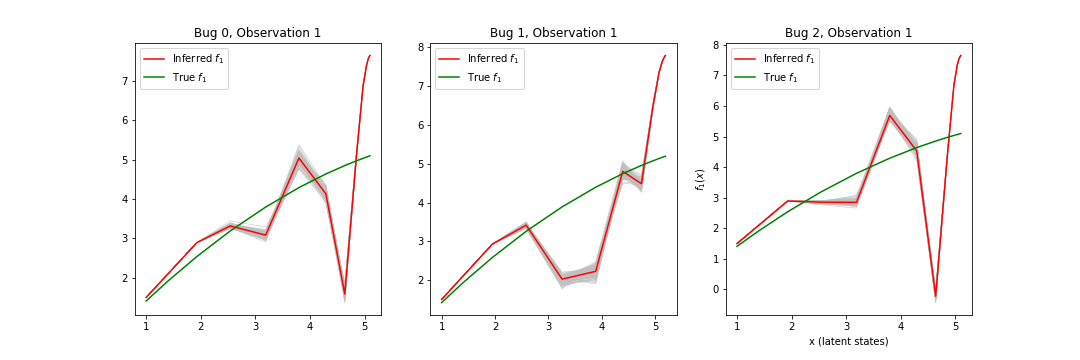 Bug 0, Observation 1
Inferred f₁
True f₁
7
6
5
4
3
2
1 2 3 4 5
Bug 1, Observation 1
Inferred f₁
True f₁
8
7
6
5
4
3
2
1 2 3 4 5
Bug 2, Observation 1
Inferred f₁
True f₁
f₁(x)
8
7
6
5
4
3
2
1
0
1 2 3 4 5
x (latent states)